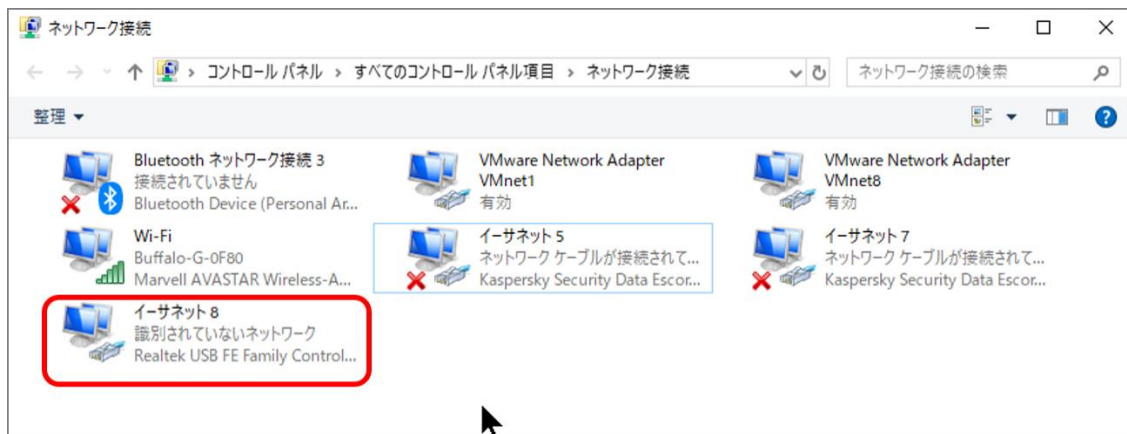 ネットワーク接続
コントロール パネル › すべてのコントロール パネル項目 › ネットワーク接続
ネットワーク接続の検索
整理
Bluetooth ネットワーク接続 3
接続されていません
Bluetooth Device (Personal Ar...
VMware Network Adapter
VMnet1
有効
VMware Network Adapter
VMnet8
有効
Wi-Fi
Buffalo-G-0F80
Marvell AVASTAR Wireless-A...
イーサネット 5
ネットワーク ケーブルが接続されて...
Kaspersky Security Data Escor...
イーサネット 7
ネットワーク ケーブルが接続されて...
Kaspersky Security Data Escor...
イーサネット 8
識別されていないネットワーク
Realtek USB FE Family Control...